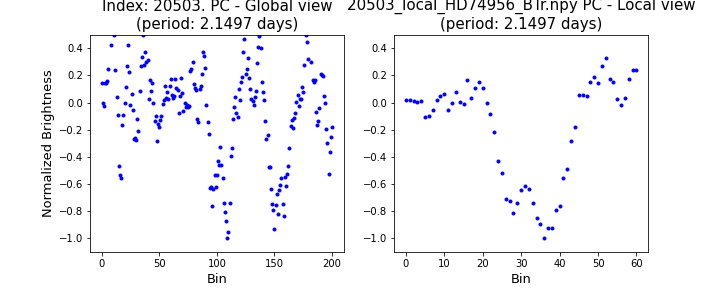 Index: 20503. PC - Global view
(period: 2.1497 days)
20503_local_HD74956_BTfr.npy PC - Local view
(period: 2.1497 days)
Normalized Brightness
0.4
0.2
0.0
−0.2
−0.4
−0.6
−0.8
−1.0
0 50 100 150 200
Bin
0.4
0.2
0.0
−0.2
−0.4
−0.6
−0.8
−1.0
0 10 20 30 40 50 60
Bin